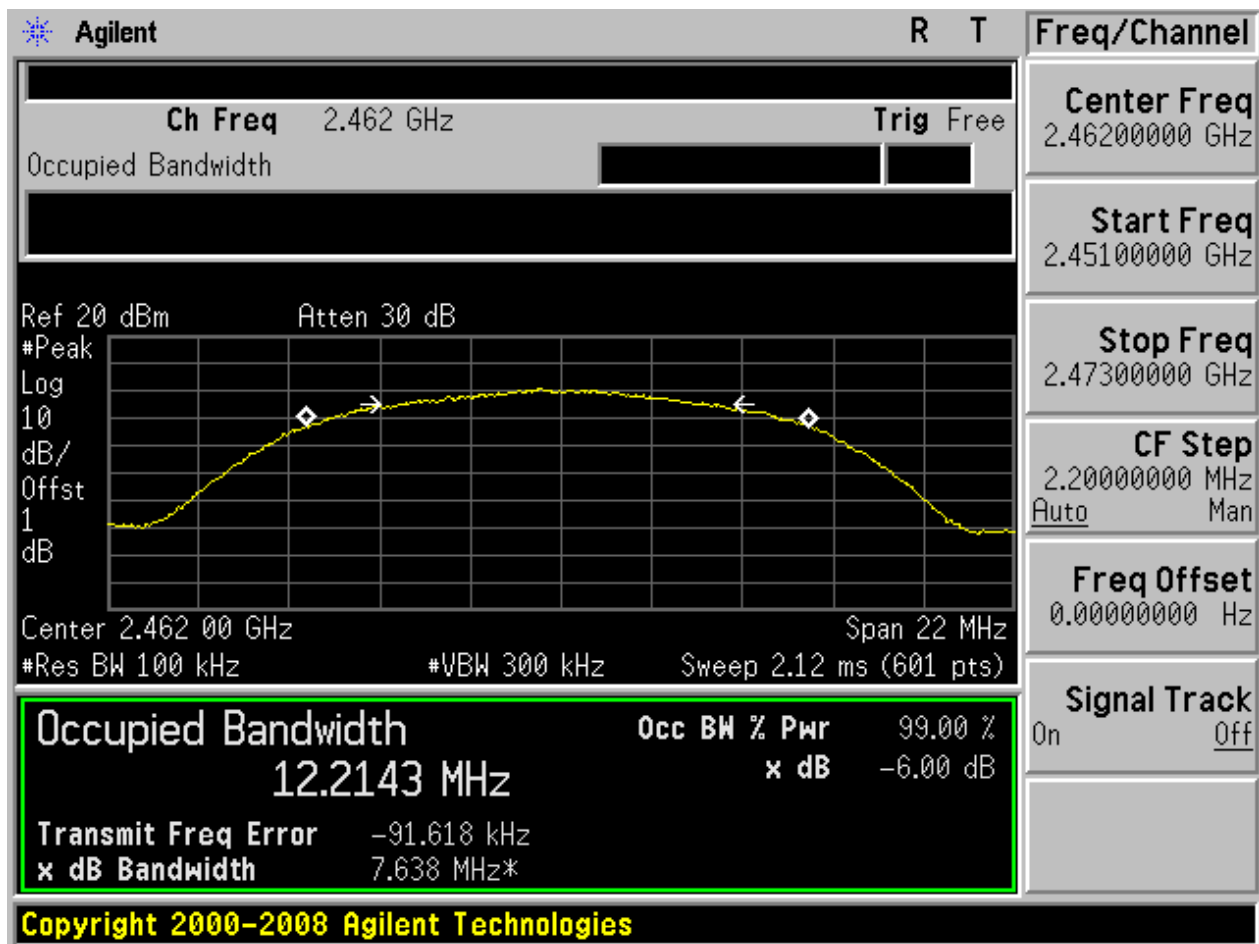 Agilent R T
Freq/Channel
Ch Freq 2.462 GHz Trig Free
Occupied Bandwidth
Center Freq
2.46200000 GHz
Start Freq
2.45100000 GHz
Stop Freq
2.47300000 GHz
CF Step
2.20000000 MHz
Auto Man
Freq Offset
0.00000000 Hz
Signal Track
On Off
Ref 20 dBm Atten 30 dB
#Peak
Log
10
dB/
Offst
1
dB
Center 2.462 00 GHz Span 22 MHz
#Res BW 100 kHz #VBW 300 kHz Sweep 2.12 ms (601 pts)
Occupied Bandwidth Occ BW % Pwr 99.00 %
12.2143 MHz x dB -6.00 dB
Transmit Freq Error -91.618 kHz
x dB Bandwidth 7.638 MHz*
Copyright 2000-2008 Agilent Technologies